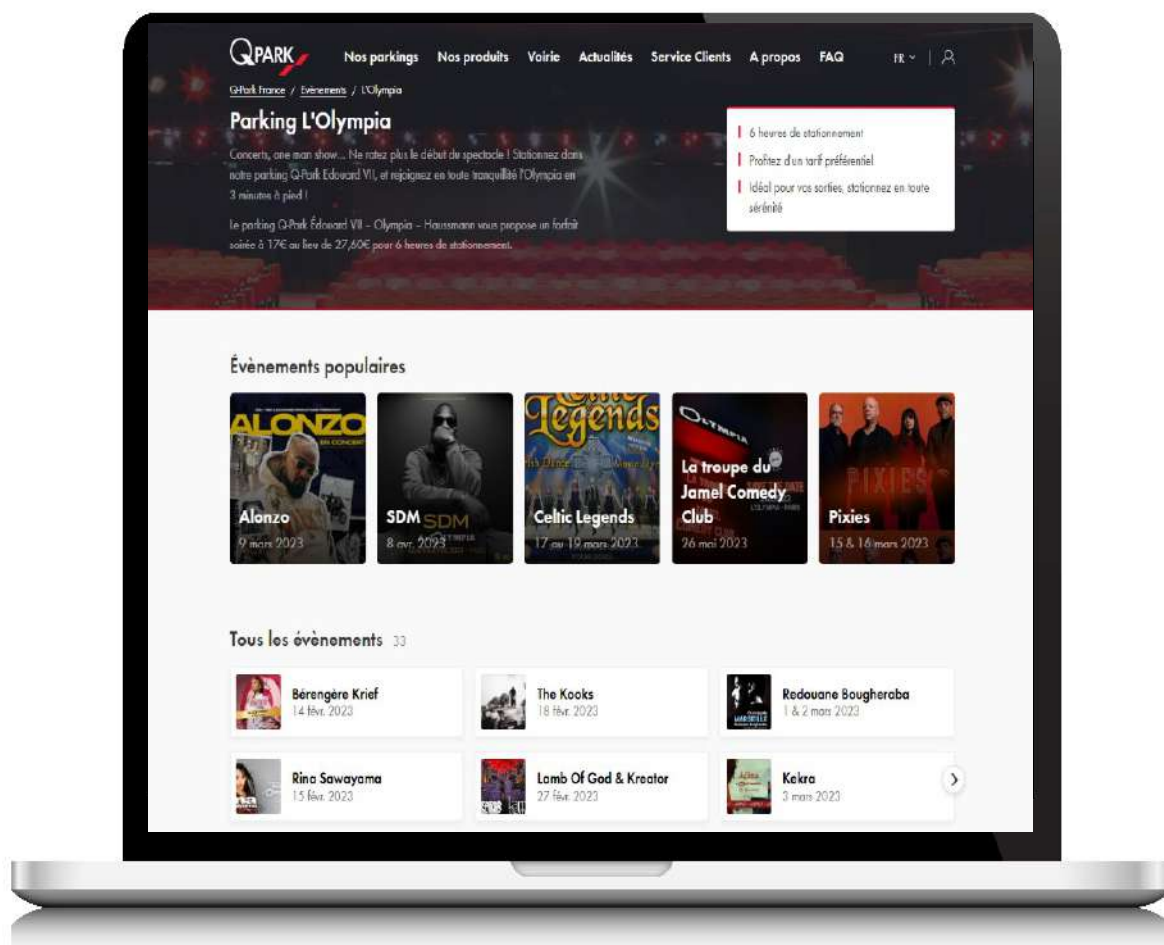 QPARK
Nos parkings Nos produits Voirie Actualités Service Clients A propos FAQ FR
Q-Park France / Evènements / L'Olympia
Parking L'Olympia
Concerts, one man show... Ne ratez plus le début du spectacle ! Stationnez dans
notre parking Q-Park Edouard VII, et rejoignez en toute tranquillité l'Olympia en
3 minutes à pied !
Le parking Q-Park Édouard VII – Olympia – Haussmann vous propose un forfait
soirée à 17€ au lieu de 27,60€ pour 6 heures de stationnement.
6 heures de stationnement
Profitez d'un tarif préférentiel
Idéal pour vos sorties, stationnez en toute
sérénité
Évènements populaires
ALONZO
EN CONCERT
Alonzo
9 mars 2023
SDM
SDM
8 avr. 2023
Celtic
Legends
Irish Dance
Celtic Legends
17 au 19 mars 2023
OLYMPIA
La troupe du
Jamel Comedy
Club
26 mai 2023
PIXIES
Pixies
15 & 16 mars 2023
Tous les évènements 33
Bérengère Krief
14 févr. 2023
The Kooks
18 févr. 2023
MARSEILLE
Redouane Bougheraba
1 & 2 mars 2023
Rina Sawayama
15 févr. 2023
Lamb Of God & Kreator
27 févr. 2023
Kekra
3 mars 2023